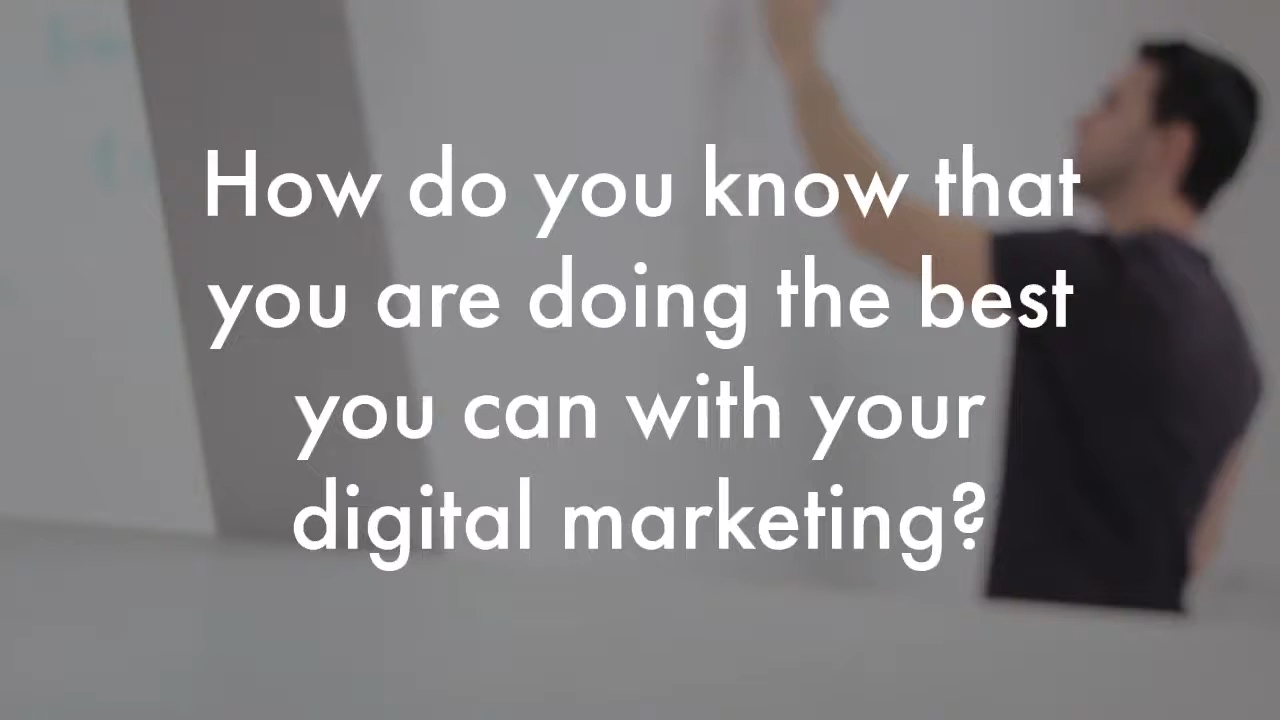 How do you know that
you are doing the best
you can with your
digital marketing?